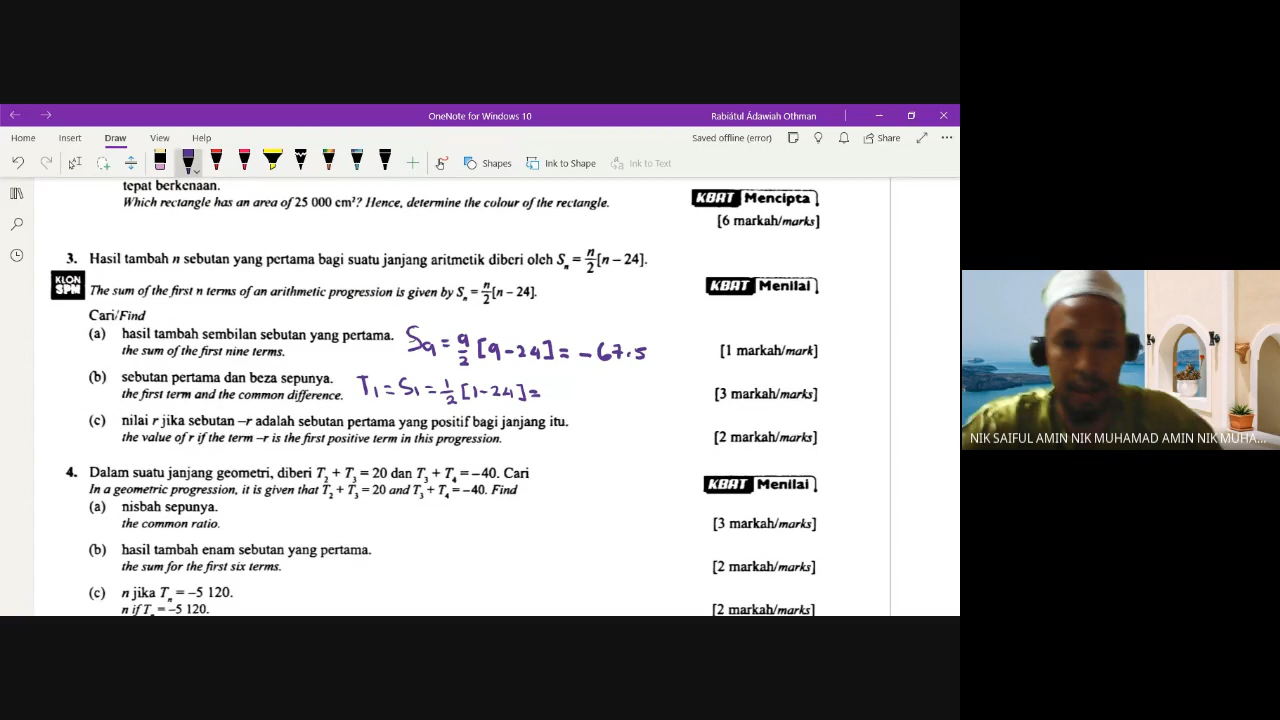 OneNote for Windows 10
Rabiátul Ádawiah Othman
Home Insert Draw View Help
Saved offline (error)
Share
Shapes
Ink to Shape
Ink to Text
tepat berkenaan.
Which rectangle has an area of 25 000 cm²? Hence, determine the colour of the rectangle.
KBAT Mencipta
[6 markah/marks]
3. Hasil tambah n sebutan yang pertama bagi suatu janjang aritmetik diberi oleh Sₙ = n/2[n – 24].
KLON SPM
The sum of the first n terms of an arithmetic progression is given by Sₙ = n/2[n – 24].
KBAT Menilai
Cari/Find
(a) hasil tambah sembilan sebutan yang pertama. S₉ = 9/2 [9-24] = -67.5
the sum of the first nine terms.
[1 markah/mark]
(b) sebutan pertama dan beza sepunya. T₁ = S₁ = 1/2 [1-24] =
the first term and the common difference.
[3 markah/marks]
(c) nilai r jika sebutan –r adalah sebutan pertama yang positif bagi janjang itu.
the value of r if the term –r is the first positive term in this progression.
[2 markah/marks]
4. Dalam suatu janjang geometri, diberi T₂ + T₃ = 20 dan T₃ + T₄ = –40. Cari
In a geometric progression, it is given that T₂ + T₃ = 20 and T₃ + T₄ = –40. Find
KBAT Menilai
(a) nisbah sepunya.
the common ratio.
[3 markah/marks]
(b) hasil tambah enam sebutan yang pertama.
the sum for the first six terms.
[2 markah/marks]
(c) n jika Tₙ = –5 120.
n if Tₙ = –5 120.
[2 markah/marks]
NIK SAIFUL AMIN NIK MUHAMAD AMIN NIK MUHA...